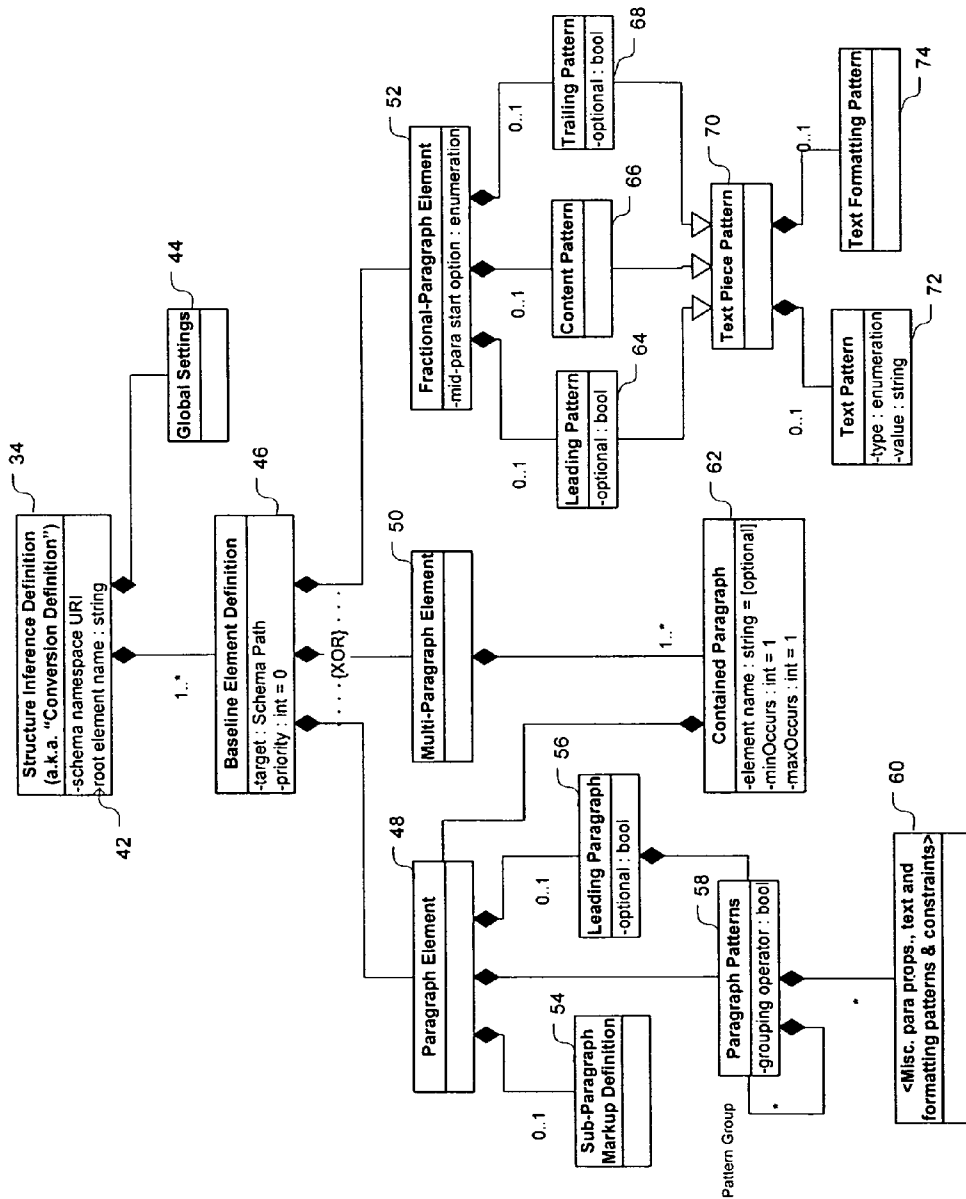 34
Structure Inference Definition
(a.k.a. "Conversion Definition")
-schema namespace URI
-root element name : string
42
44
Global Settings
1..*
46
Baseline Element Definition
-target : Schema Path
-priority : int = 0
{XOR}
48
Paragraph Element
50
Multi-Paragraph Element
52
Fractional-Paragraph Element
-mid-para start option : enumeration
0..1
54
Sub-Paragraph
Markup Definition
0..1
56
Leading Paragraph
-optional : bool
58
Paragraph Patterns
-grouping operator : bool
Pattern Group
*
*
60
<Misc. para props., text and
formatting patterns & constraints>
1..*
62
Contained Paragraph
-element name : string = [optional]
-minOccurs : int = 1
-maxOccurs : int = 1
0..1
64
Leading Pattern
-optional : bool
0..1
66
Content Pattern
0..1
68
Trailing Pattern
-optional : bool
70
Text Piece Pattern
0..1
72
Text Pattern
-type : enumeration
-value : string
0..1
74
Text Formatting Pattern